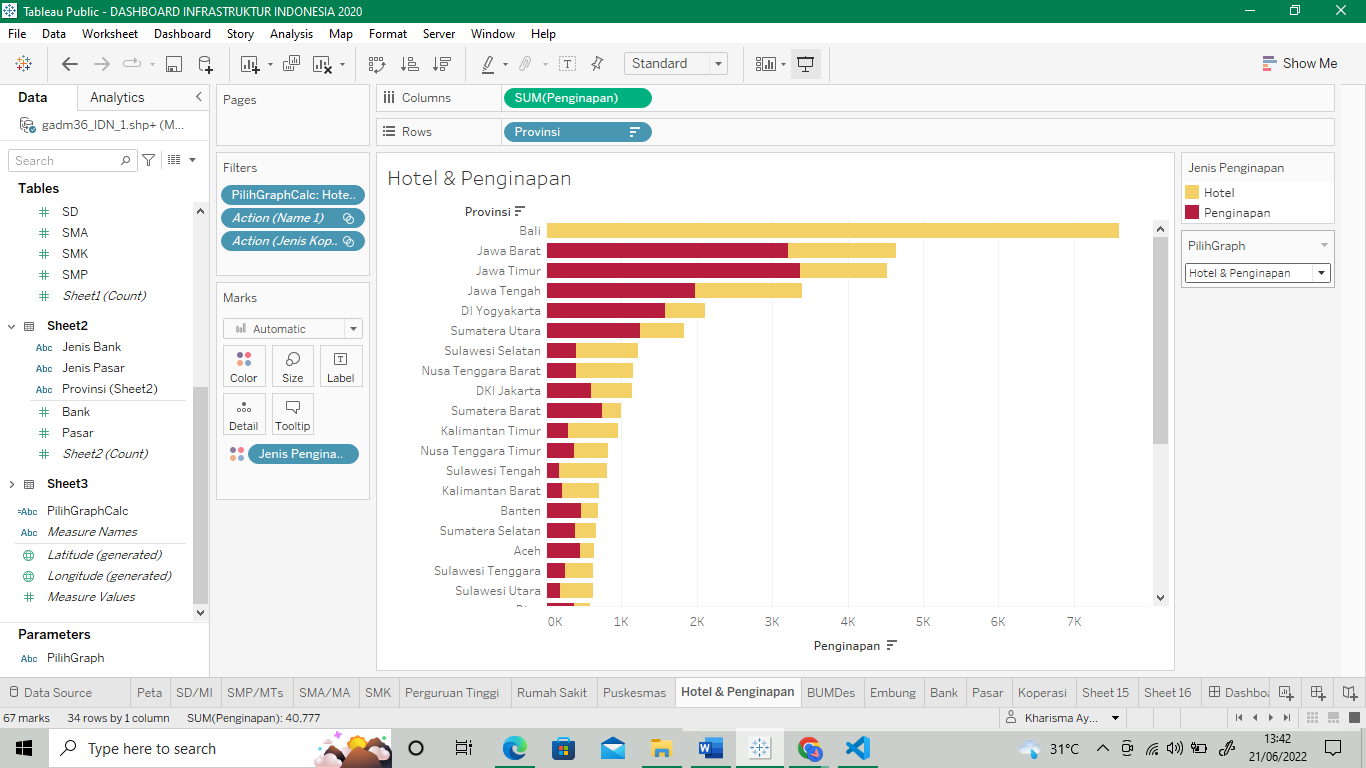 Tableau Public - DASHBOARD INFRASTRUKTUR INDONESIA 2020
File Data Worksheet Dashboard Story Analysis Map Format Server Window Help
Standard
Show Me
Data Analytics
gadm36_IDN_1.shp+ (M...
Search
Tables
SD
SMA
SMK
SMP
Sheet1 (Count)
Sheet2
Abc Jenis Bank
Abc Jenis Pasar
Abc Provinsi (Sheet2)
Bank
Pasar
Sheet2 (Count)
Sheet3
=Abc PilihGraphCalc
Abc Measure Names
Latitude (generated)
Longitude (generated)
Measure Values
Parameters
Abc PilihGraph
Pages
Filters
PilihGraphCalc: Hote..
Action (Name 1)
Action (Jenis Kop..
Marks
Automatic
Color Size Label
Detail Tooltip
Jenis Pengina..
Columns SUM(Penginapan)
Rows Provinsi
Hotel & Penginapan
Provinsi
Bali
Jawa Barat
Jawa Timur
Jawa Tengah
DI Yogyakarta
Sumatera Utara
Sulawesi Selatan
Nusa Tenggara Barat
DKI Jakarta
Sumatera Barat
Kalimantan Timur
Nusa Tenggara Timur
Sulawesi Tengah
Kalimantan Barat
Banten
Sumatera Selatan
Aceh
Sulawesi Tenggara
Sulawesi Utara
0K 1K 2K 3K 4K 5K 6K 7K
Penginapan
Jenis Penginapan
Hotel
Penginapan
PilihGraph
Hotel & Penginapan
Data Source Peta SD/MI SMP/MTs SMA/MA SMK Perguruan Tinggi Rumah Sakit Puskesmas Hotel & Penginapan BUMDes Embung Bank Pasar Koperasi Sheet 15 Sheet 16 Dashbo
67 marks 34 rows by 1 column SUM(Penginapan): 40,777
Kharisma Ay...
Type here to search
31°C
13:42
21/06/2022